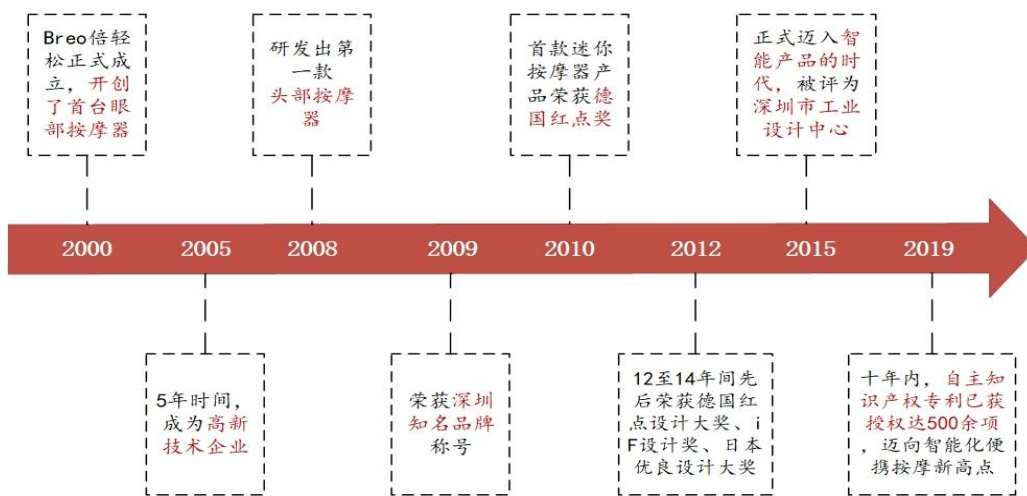 Breo倍轻
松正式成
立，开创
了首台眼
部按摩器
研发出第
一款
头部按摩
器
首款迷你
按摩器产
品荣获德
国红点奖
正式迈入智
能产品的时
代，被评为
深圳市工业
设计中心
2000 2005 2008 2009 2010 2012 2015 2019
5年时间，
成为高新
技术企业
荣获深圳
知名品牌
称号
12至14年间先
后荣获德国红
点设计大奖、i
F设计奖、日本
优良设计大奖
十年内，自主知
识产权专利已获
授权达500余项
，迈向智能化便
携按摩新高点